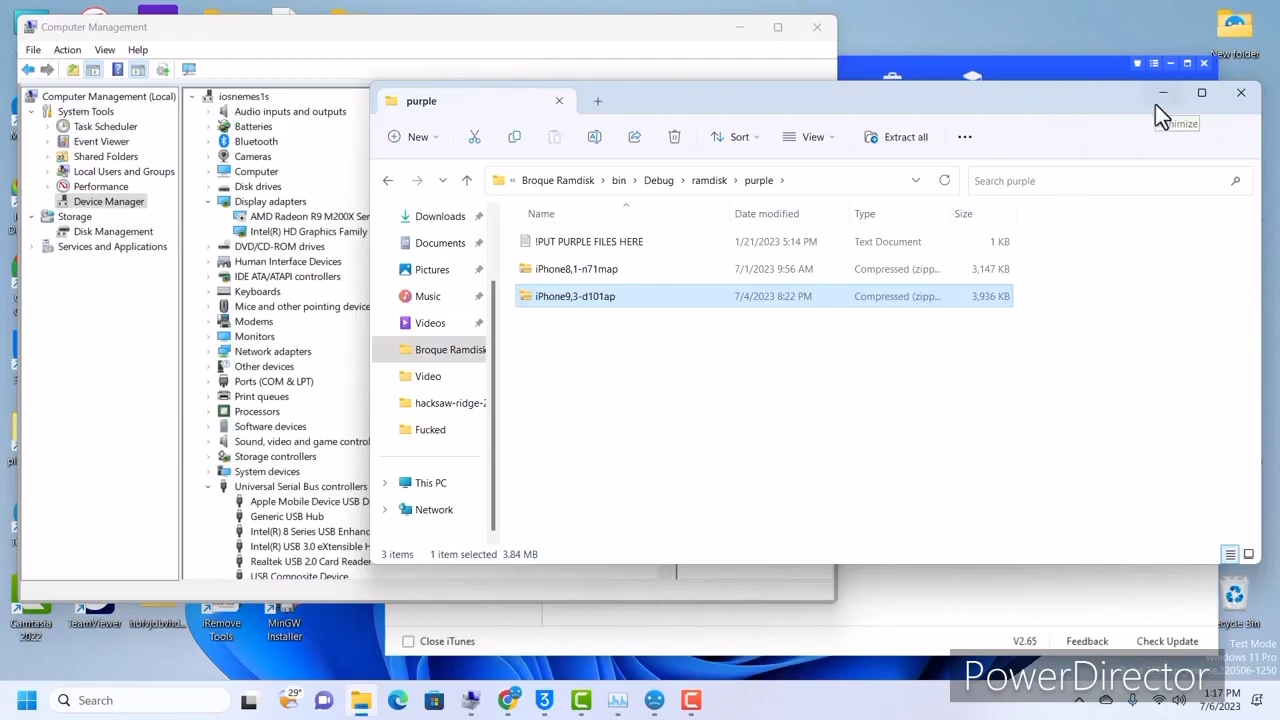 Computer Management
File Action View Help
Computer Management (Local)
System Tools
Task Scheduler
Event Viewer
Shared Folders
Local Users and Groups
Performance
Device Manager
Storage
Disk Management
Services and Applications
iosnemes1s
Audio inputs and outputs
Batteries
Bluetooth
Cameras
Computer
Disk drives
Display adapters
AMD Radeon R9 M200X Ser
Intel(R) HD Graphics Family
DVD/CD-ROM drives
Human Interface Devices
IDE ATA/ATAPI controllers
Keyboards
Mice and other pointing device
Modems
Monitors
Network adapters
Other devices
Ports (COM & LPT)
Print queues
Processors
Software devices
Sound, video and game control
Storage controllers
System devices
Universal Serial Bus controllers
Apple Mobile Device USB D
Generic USB Hub
Intel(R) 8 Series USB Enhanc
Intel(R) USB 3.0 eXtensible H
Realtek USB 2.0 Card Reader
USB Composite Device
purple
New
Sort
View
Extract all
imize
Broque Ramdisk > bin > Debug > ramdisk > purple >
Search purple
Downloads
Documents
Pictures
Music
Videos
Broque Ramdisk
Video
hacksaw-ridge-2
Fucked
This PC
Network
Name Date modified Type Size
!PUT PURPLE FILES HERE 1/21/2023 5:14 PM Text Document 1 KB
iPhone8,1-n71map 7/1/2023 9:56 AM Compressed (zipp... 3,147 KB
iPhone9,3-d101ap 7/4/2023 8:22 PM Compressed (zipp... 3,936 KB
3 items 1 item selected 3.84 MB
New folder
Camtasia
2022
TeamViewer
iRemove
Tools
MinGW
Installer
Close iTunes
V2.65 Feedback Check Update
ecycle Bin
Test Mode
Windows 11 Pro
e.220506-1250
PowerDirector
Search
29°
1:17 PM
7/6/2023